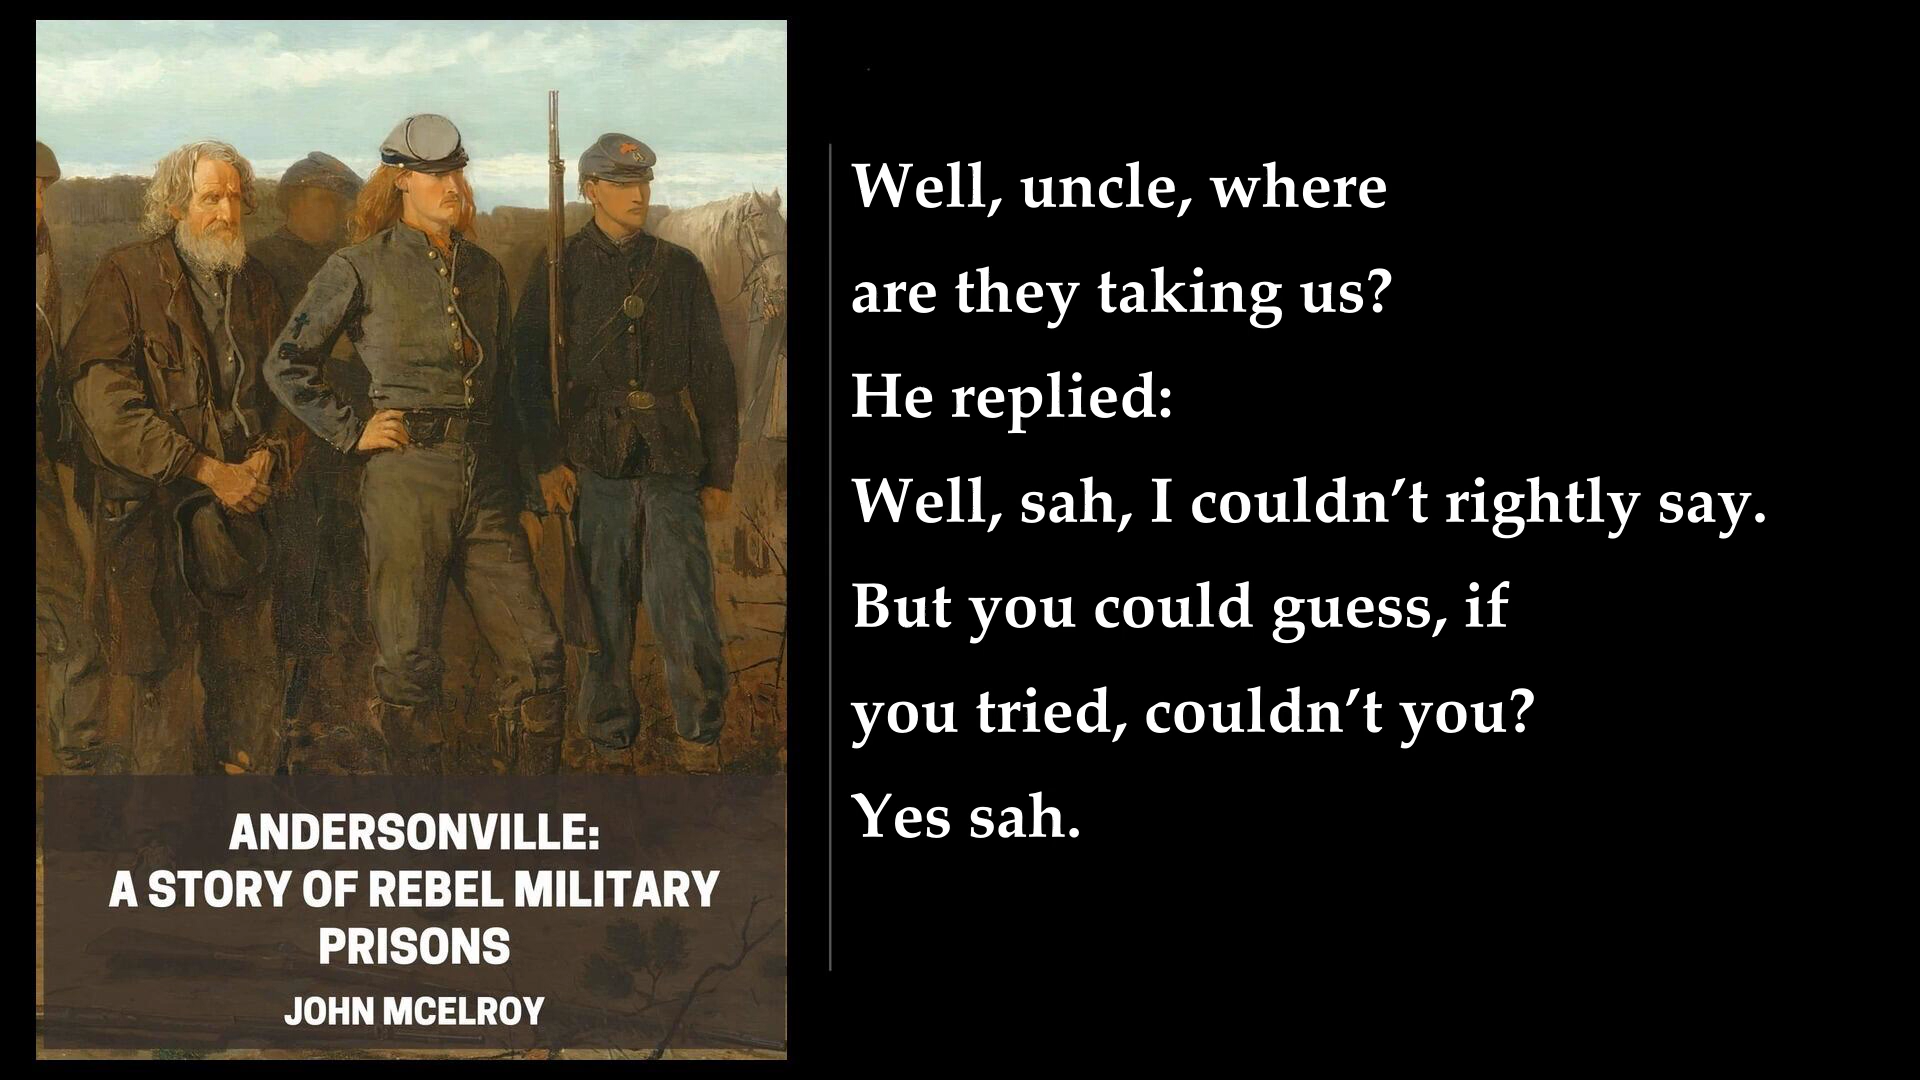 ANDERSONVILLE:
A STORY OF REBEL MILITARY
PRISONS
JOHN MCELROY
Well, uncle, where
are they taking us?
He replied:
Well, sah, I couldn’t rightly say.
But you could guess, if
you tried, couldn’t you?
Yes sah.